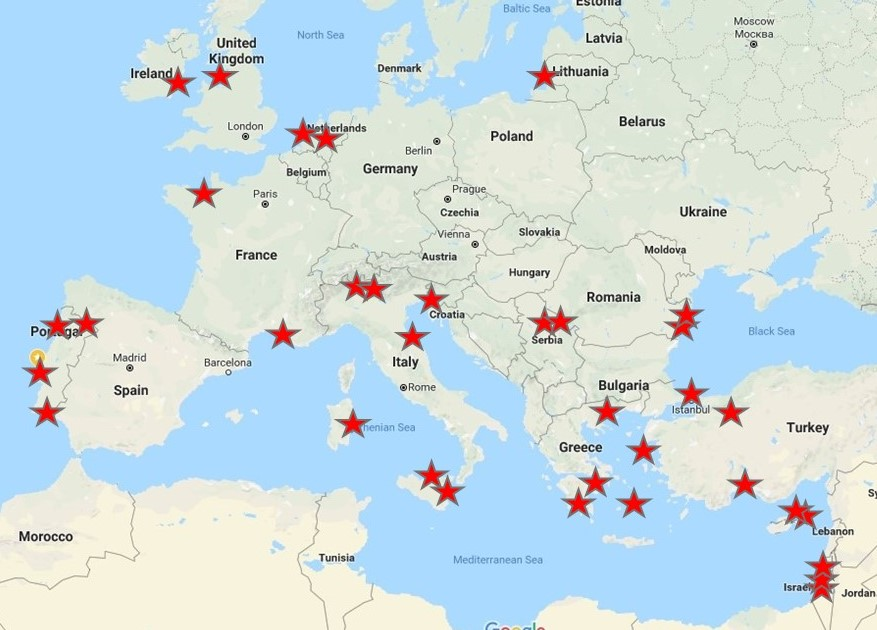 Estonia
Baltic Sea
Moscow
Москва
North Sea
Latvia
United
Kingdom
Denmark
Ireland
Lithuania
Belarus
London
Netherlands
Poland
Berlin
Belgium
Germany
Paris
Prague
Czechia
Ukraine
Vienna
Slovakia
Moldova
France
Austria
Hungary
Romania
Croatia
Portugal
Serbia
Black Sea
Madrid
Barcelona
Italy
Spain
Rome
Bulgaria
Istanbul
henian Sea
Turkey
Greece
Sy
Morocco
Lebanon
Tunisia
Mediterranean Sea
Israel
Jordan
Google